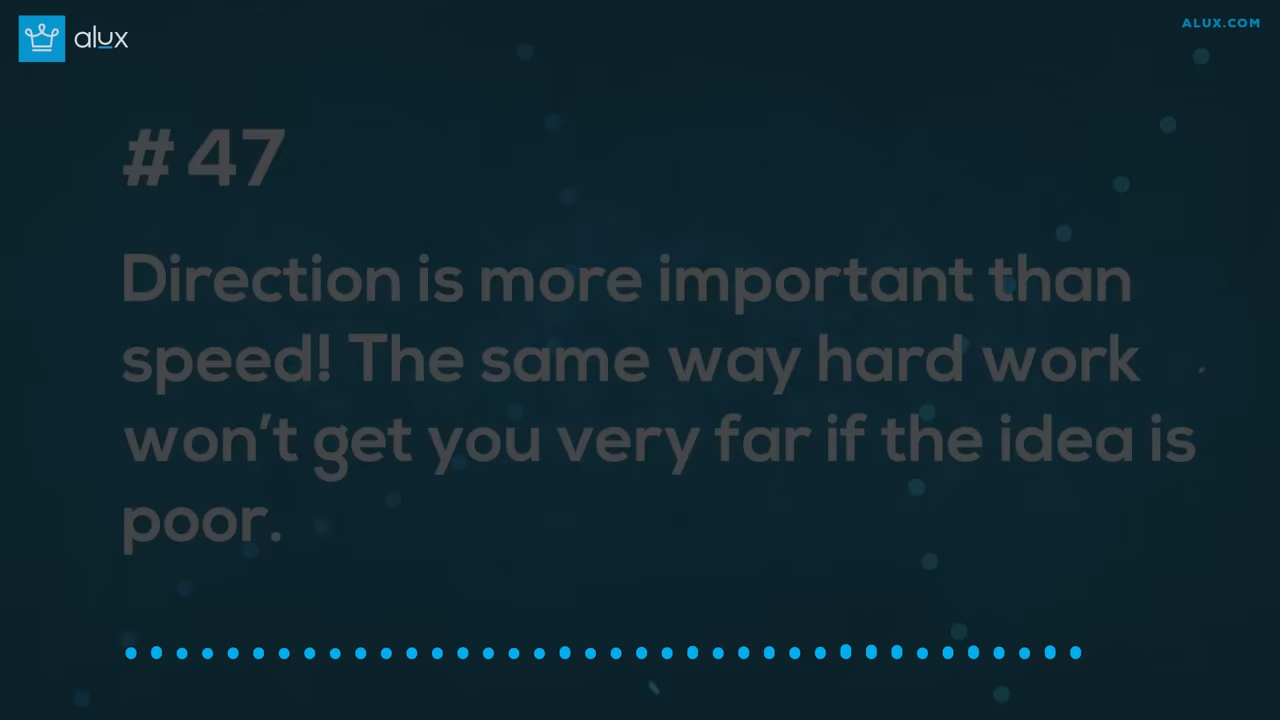 alux
ALUX.COM
# 47
Direction is more important than
speed! The same way hard work
won’t get you very far if the idea is
poor.